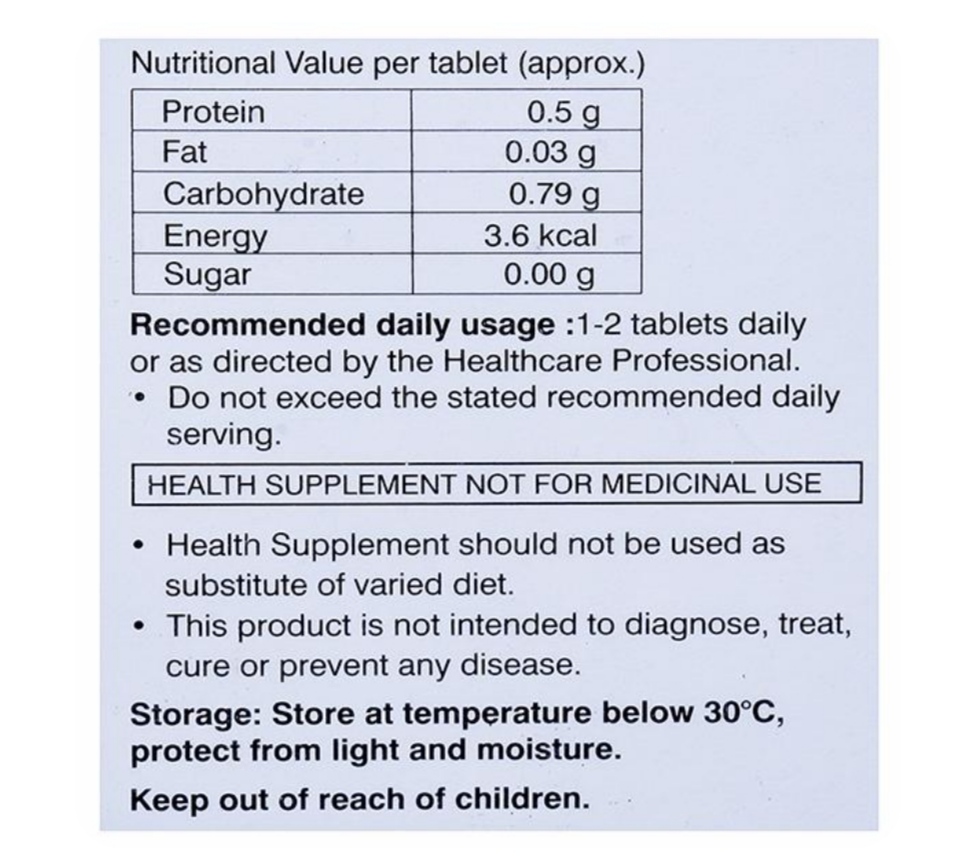 Nutritional Value per tablet (approx.)
Protein 0.5 g
Fat 0.03 g
Carbohydrate 0.79 g
Energy 3.6 kcal
Sugar 0.00 g
Recommended daily usage :1-2 tablets daily
or as directed by the Healthcare Professional.
• Do not exceed the stated recommended daily
serving.
HEALTH SUPPLEMENT NOT FOR MEDICINAL USE
• Health Supplement should not be used as
substitute of varied diet.
• This product is not intended to diagnose, treat,
cure or prevent any disease.
Storage: Store at temperature below 30°C,
protect from light and moisture.
Keep out of reach of children.